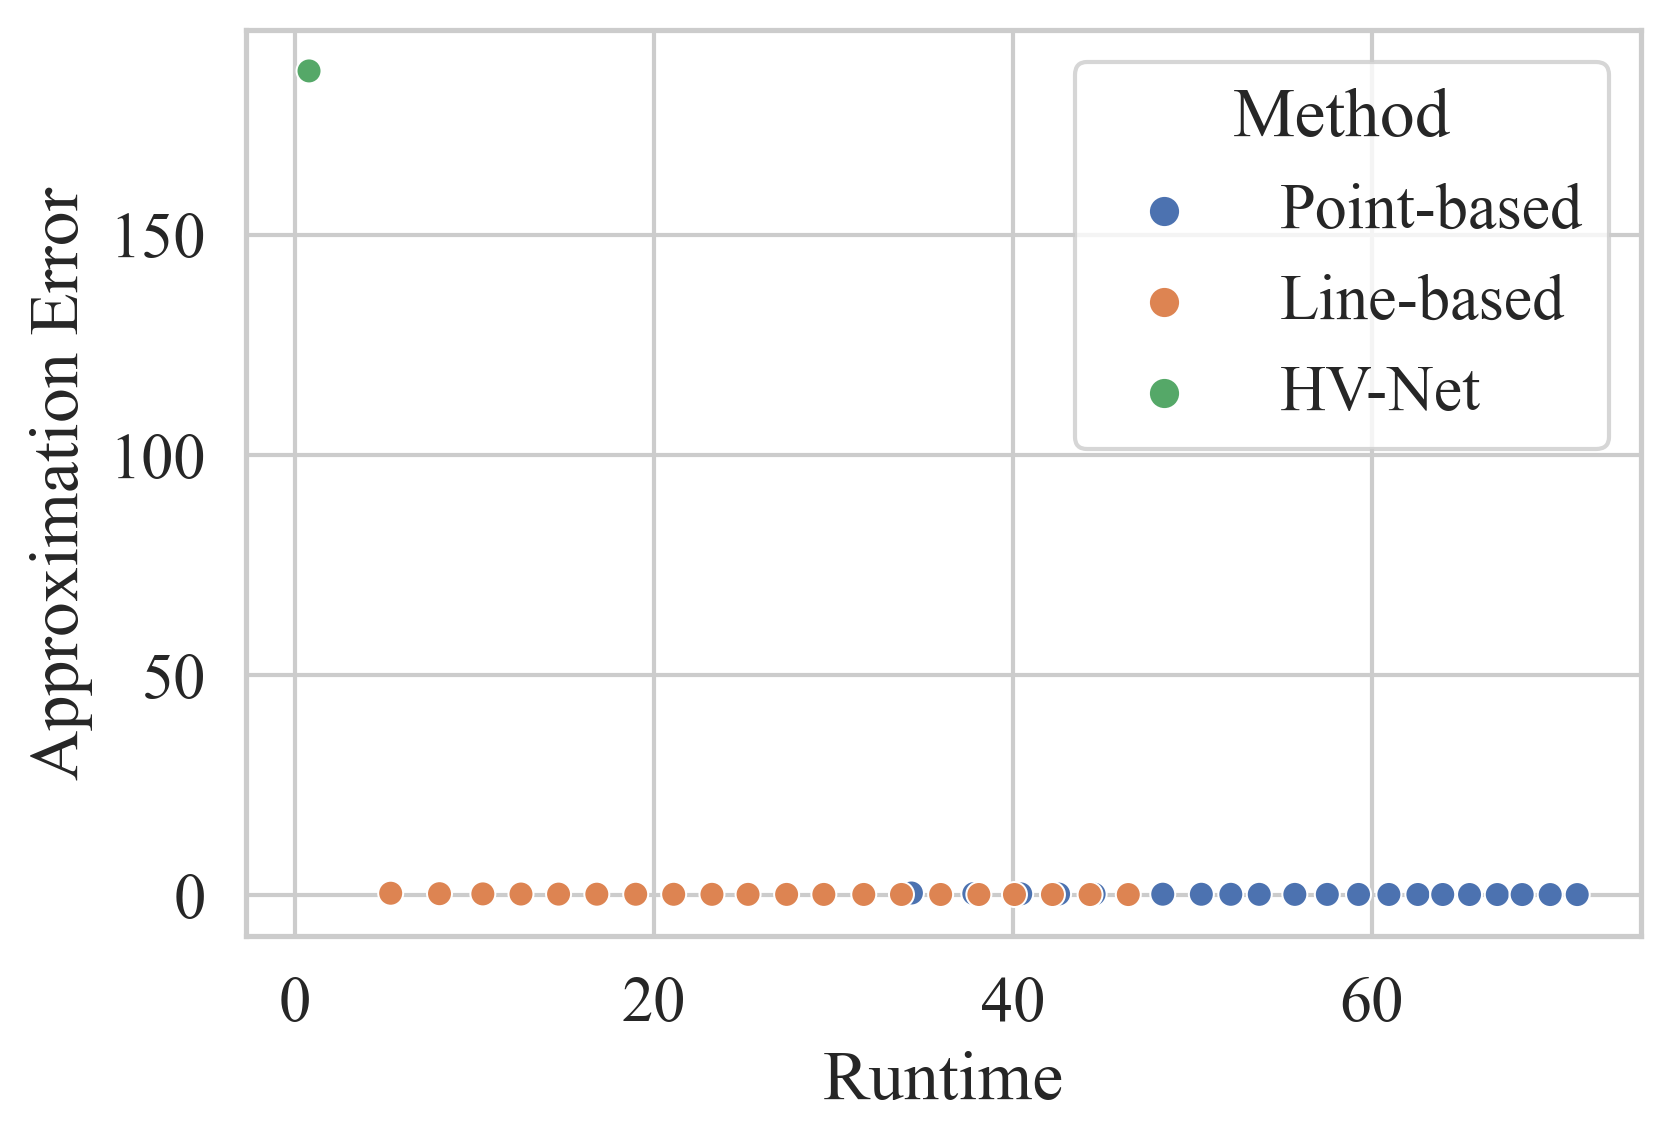 Method
Point-based
Line-based
HV-Net
Approximation Error
150
100
50
0
0 20 40 60
Runtime